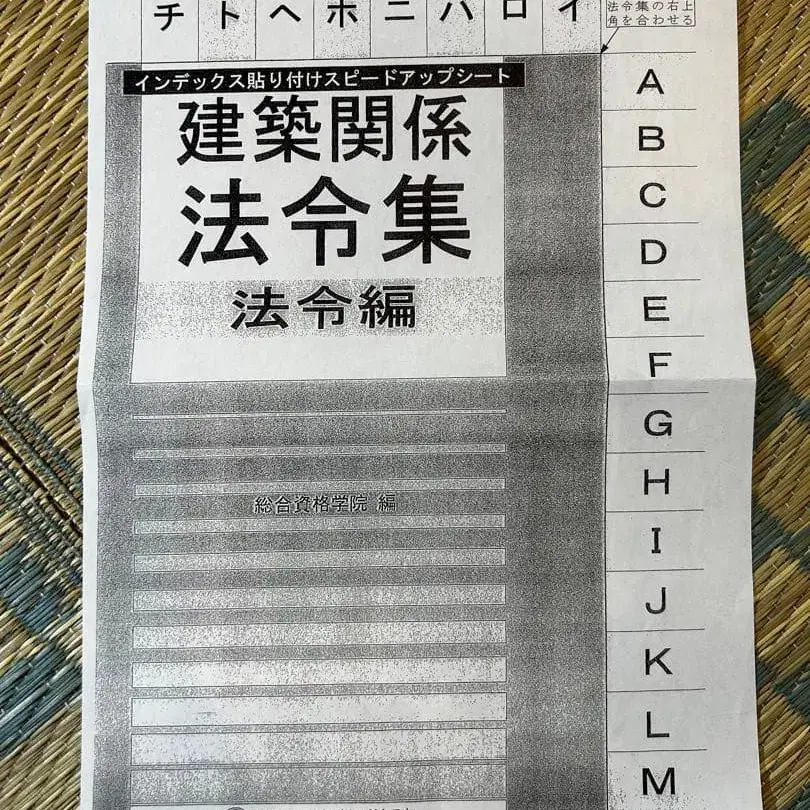 チ ト ヘ ホ ニ ハ ロ イ
法令集の右上
角を合わせる
インデックス貼り付けスピードアップシート
建築関係
法令集
法令編
総合資格学院 編
A
B
C
D
E
F
G
H
I
J
K
L
M